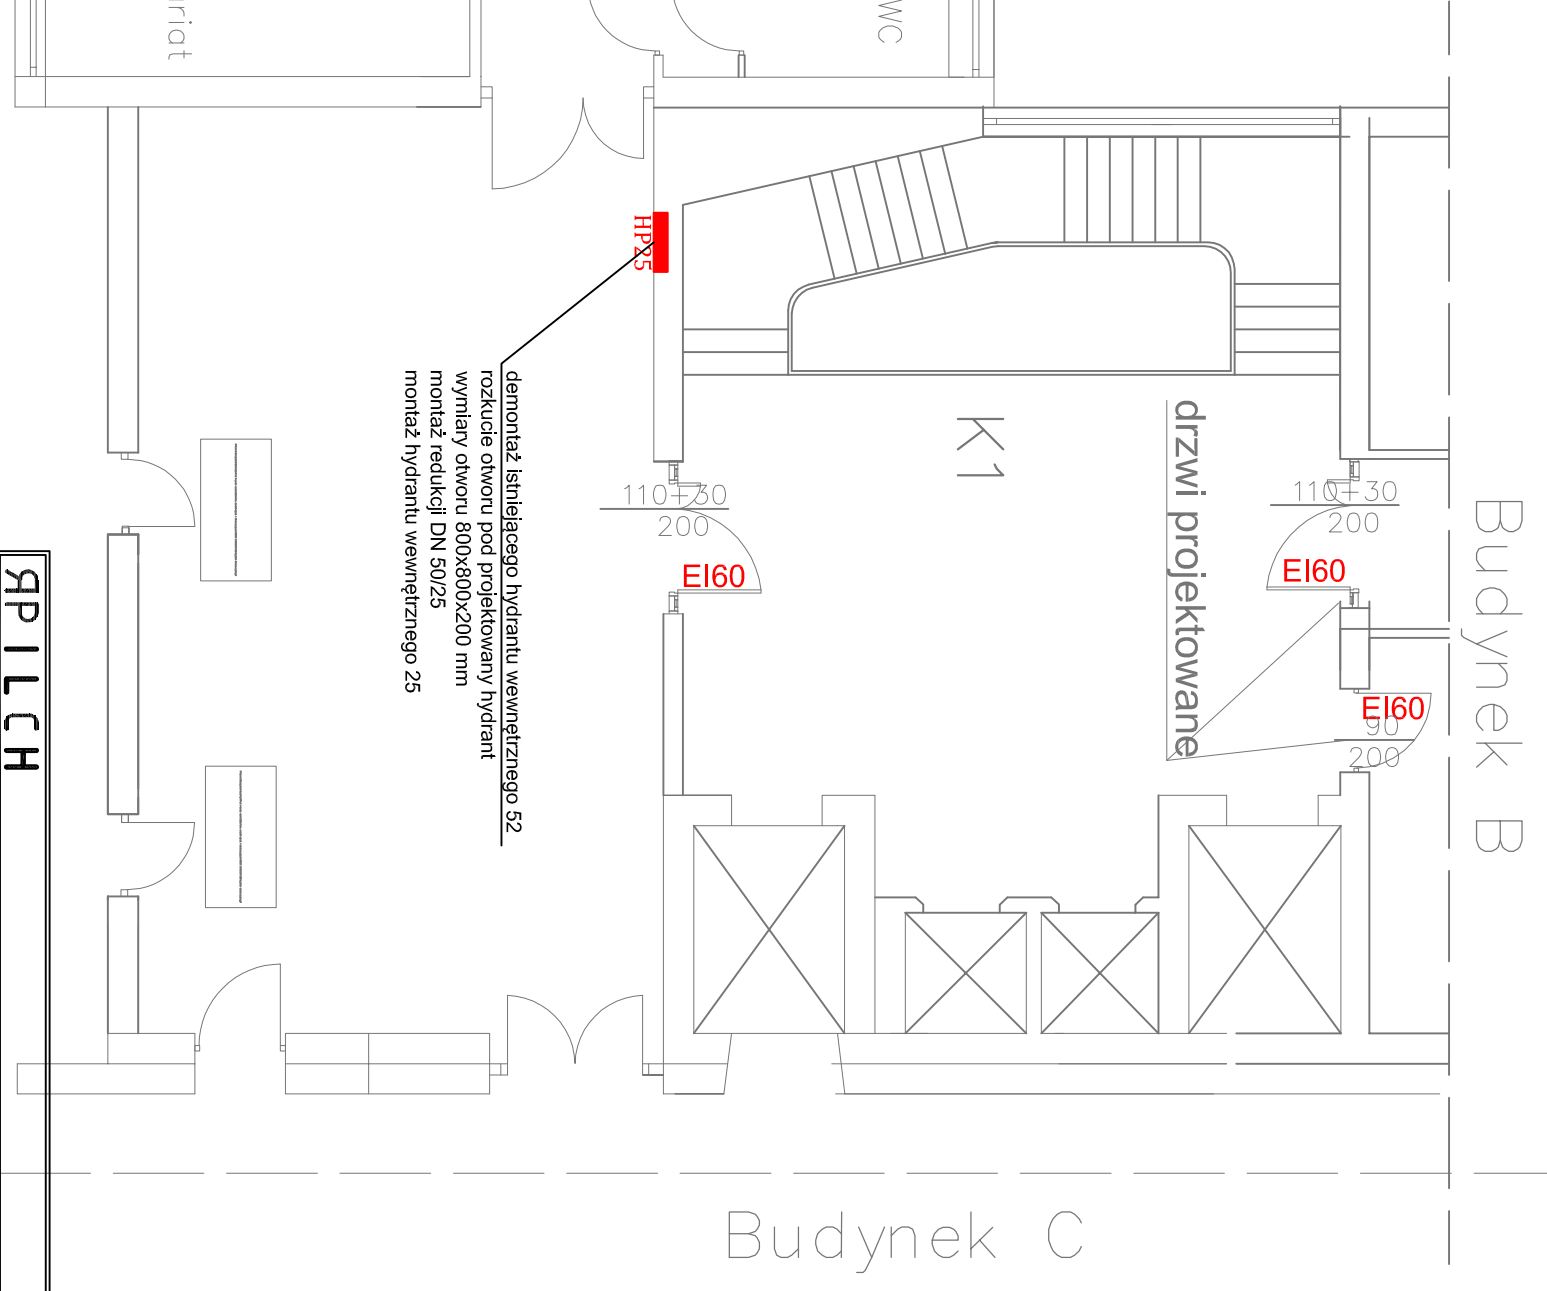 riat
WC
HP25
demontaż istniejącego hydrantu wewnętrznego 52
rozkucie otworu pod projektowany hydrant
wymiary otworu 800x800x200 mm
montaż redukcji DN 50/25
montaż hydrantu wewnętrznego 25
K1
drzwi projektowane
110+30
200
EI60
110+30
200
EI60
EI60
90
200
Budynek B
Budynek C
PILCH